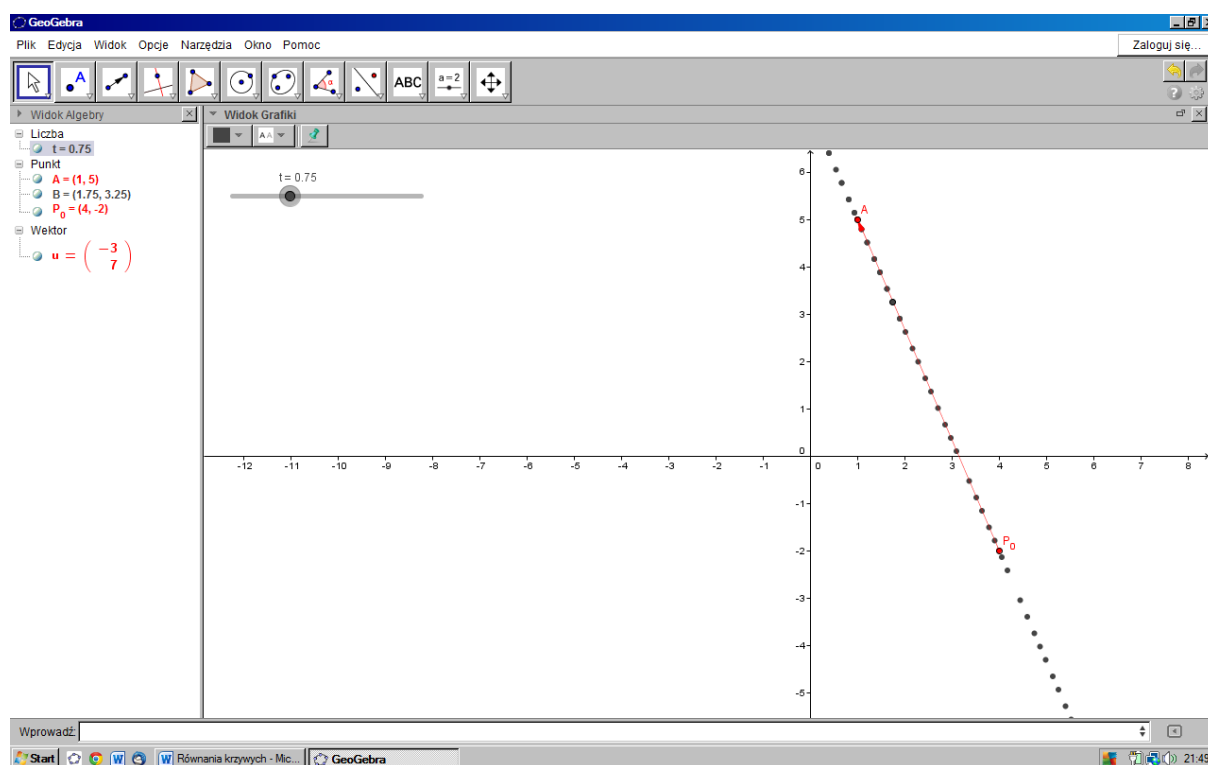 GeoGebra
Plik Edycja Widok Opcje Narzędzia Okno Pomoc
Zaloguj się...
ABC a=2
Widok Algebry
Widok Grafiki
Liczba
t = 0.75
Punkt
A = (1, 5)
B = (1.75, 3.25)
P0 = (4, -2)
Wektor
u = ( -3
7 )
A A
t = 0.75
6
5
4
3
2
1
0
-1
-2
-3
-4
-5
-12 -11 -10 -9 -8 -7 -6 -5 -4 -3 -2 -1 0 1 2 3 4 5 6 7 8
A
P0
Wprowadź:
Start
Równania krzywych - Mic...
GeoGebra
21:49